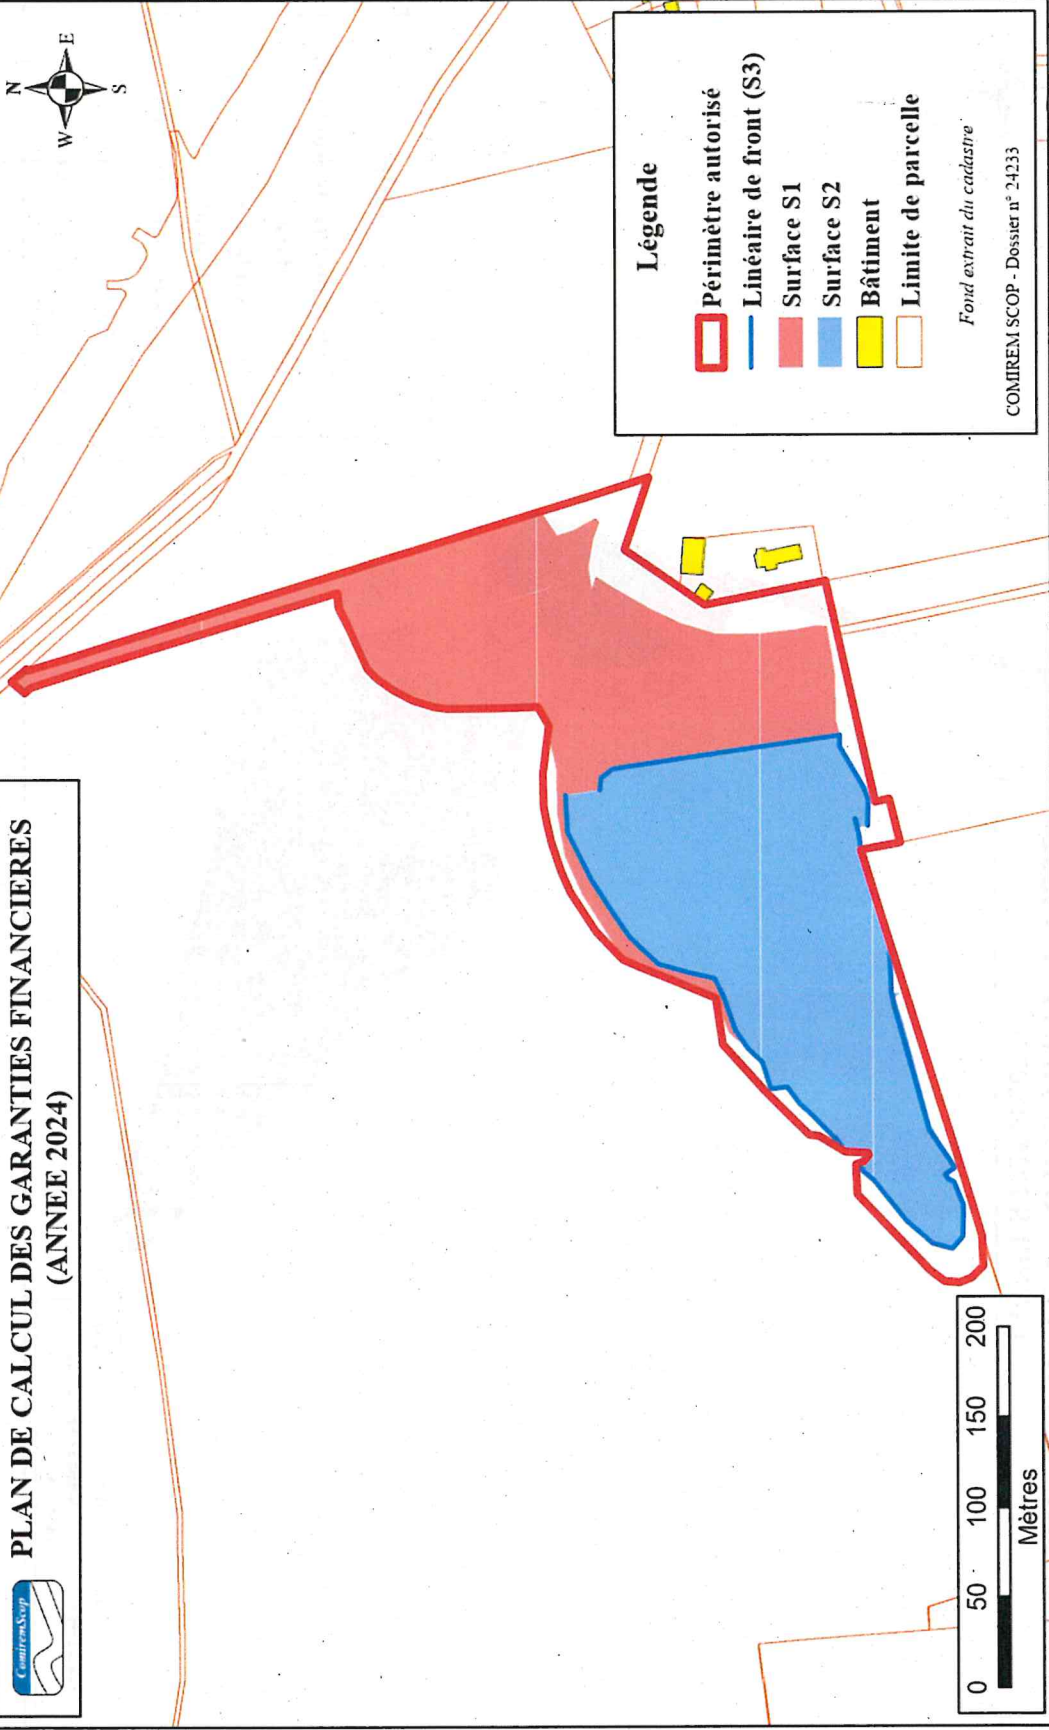 ComiremScop
PLAN DE CALCUL DES GARANTIES FINANCIERES
(ANNEE 2024)
N
W
E
S
Légende
Périmètre autorisé
Linéaire de front (S3)
Surface S1
Surface S2
Bâtiment
Limite de parcelle
Fond extrait du cadastre
COMIREM SCOP - Dossier n° 24233
0 50 100 150 200
Mètres